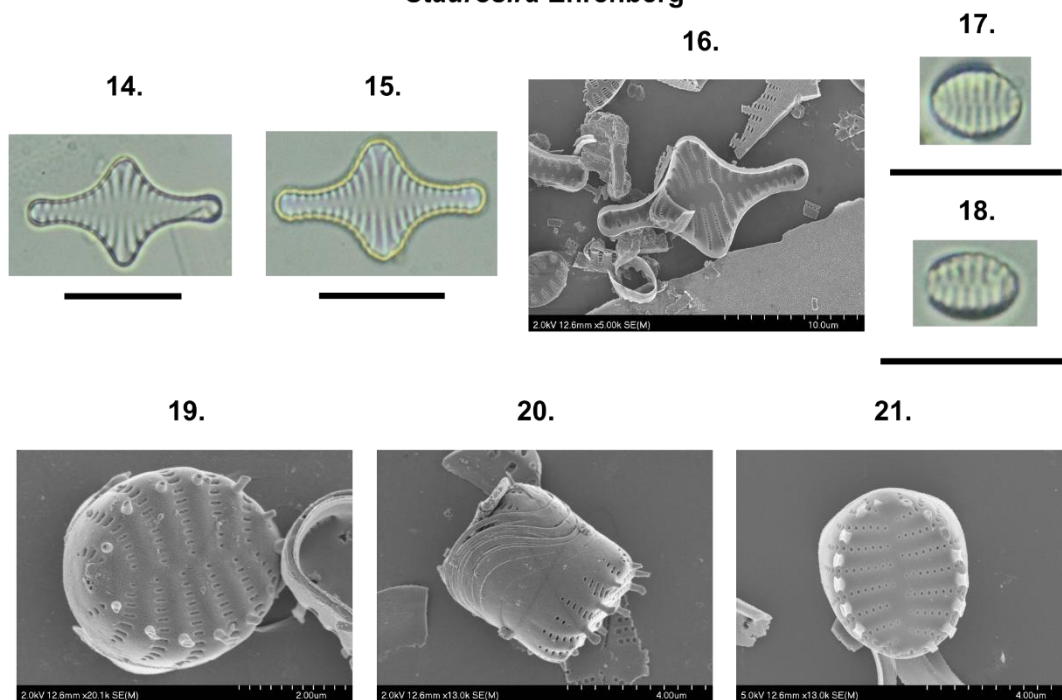 Ehrenberg
17.
16.
14.
15.
18.
2.0kV 12.6mm x5.00k SE(M) 10.0um
19.
20.
21.
2.0kV 12.6mm x20.1k SE(M) 2.00um
2.0kV 12.6mm x13.0k SE(M) 4.00um
5.0kV 12.6mm x13.0k SE(M) 4.00um